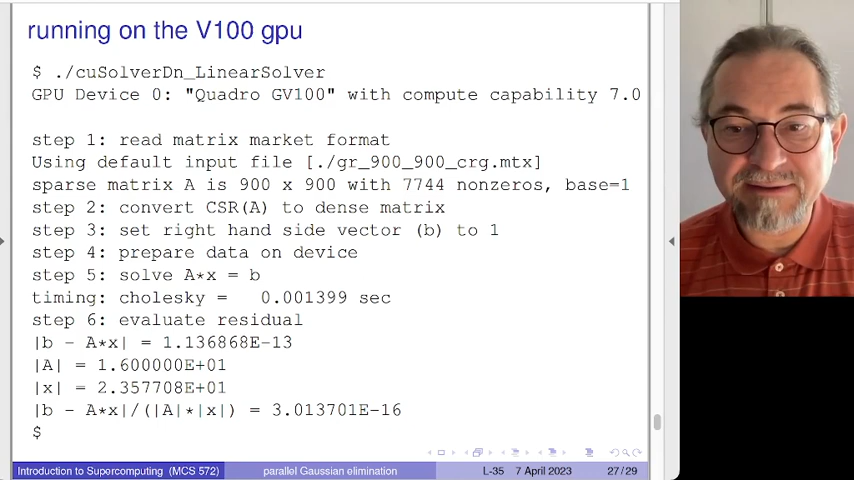 running on the V100 gpu
$ ./cuSolverDn_LinearSolver
GPU Device 0: "Quadro GV100" with compute capability 7.0
step 1: read matrix market format
Using default input file [./gr_900_900_crg.mtx]
sparse matrix A is 900 x 900 with 7744 nonzeros, base=1
step 2: convert CSR(A) to dense matrix
step 3: set right hand side vector (b) to 1
step 4: prepare data on device
step 5: solve A*x = b
timing: cholesky =   0.001399 sec
step 6: evaluate residual
|b - A*x| = 1.136868E-13
|A| = 1.600000E+01
|x| = 2.357708E+01
|b - A*x|/(|A|*|x|) = 3.013701E-16
$
Introduction to Supercomputing (MCS 572) parallel Gaussian elimination L-35 7 April 2023 27/29